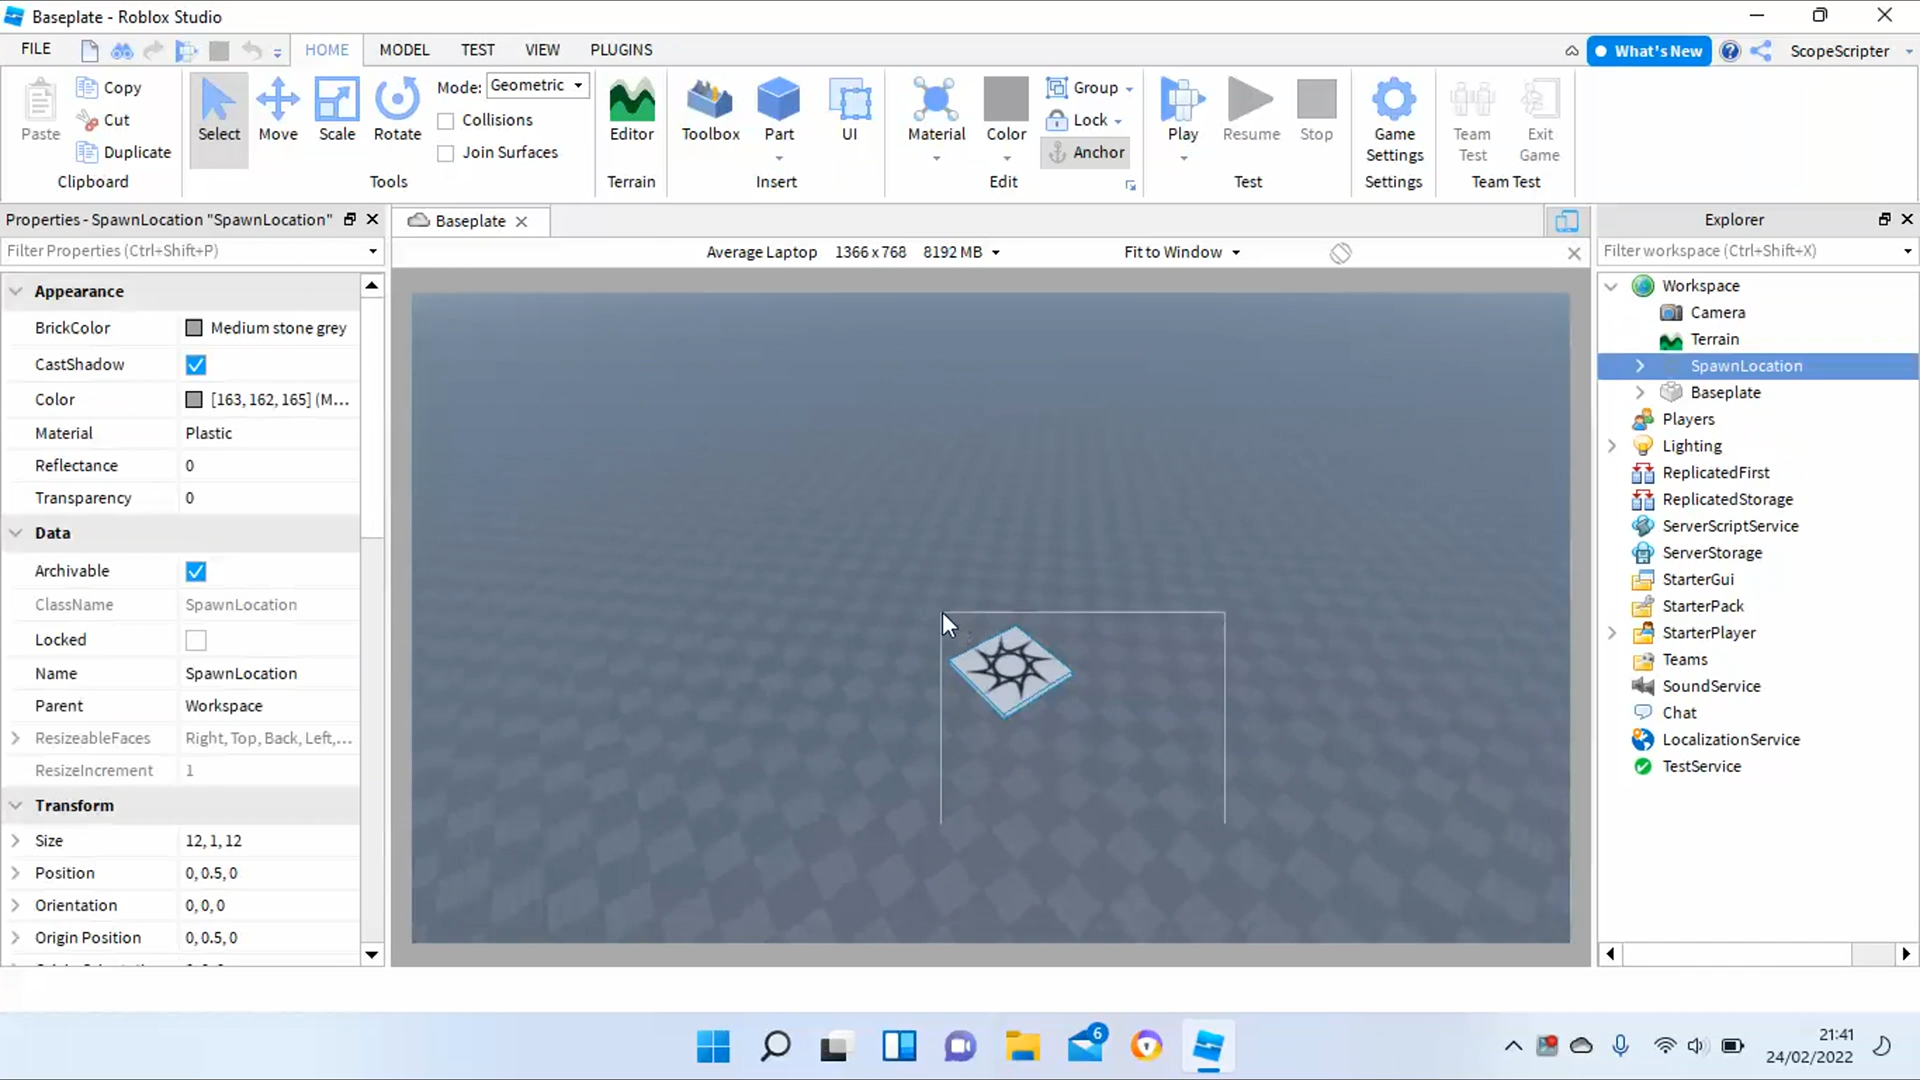 Baseplate - Roblox Studio
FILE
HOME
MODEL
TEST
VIEW
PLUGINS
What's New
ScopeScripter
Paste
Copy
Cut
Duplicate
Clipboard
Select
Move
Scale
Rotate
Mode: Geometric
Collisions
Join Surfaces
Tools
Editor
Terrain
Toolbox
Part
UI
Insert
Material
Color
Group
Lock
Anchor
Edit
Play
Resume
Stop
Test
Game Settings
Settings
Team Test
Exit Game
Team Test
Properties - SpawnLocation "SpawnLocation"
Filter Properties (Ctrl+Shift+P)
Appearance
BrickColor Medium stone grey
CastShadow
Color [163, 162, 165] (M...
Material Plastic
Reflectance 0
Transparency 0
Data
Archivable
ClassName SpawnLocation
Locked
Name SpawnLocation
Parent Workspace
ResizeableFaces Right, Top, Back, Left,...
ResizeIncrement 1
Transform
Size 12, 1, 12
Position 0, 0.5, 0
Orientation 0, 0, 0
Origin Position 0, 0.5, 0
Baseplate
Average Laptop 1366 x 768 8192 MB
Fit to Window
Explorer
Filter workspace (Ctrl+Shift+X)
Workspace
Camera
Terrain
SpawnLocation
Baseplate
Players
Lighting
ReplicatedFirst
ReplicatedStorage
ServerScriptService
ServerStorage
StarterGui
StarterPack
StarterPlayer
Teams
SoundService
Chat
LocalizationService
TestService
6
21:41
24/02/2022